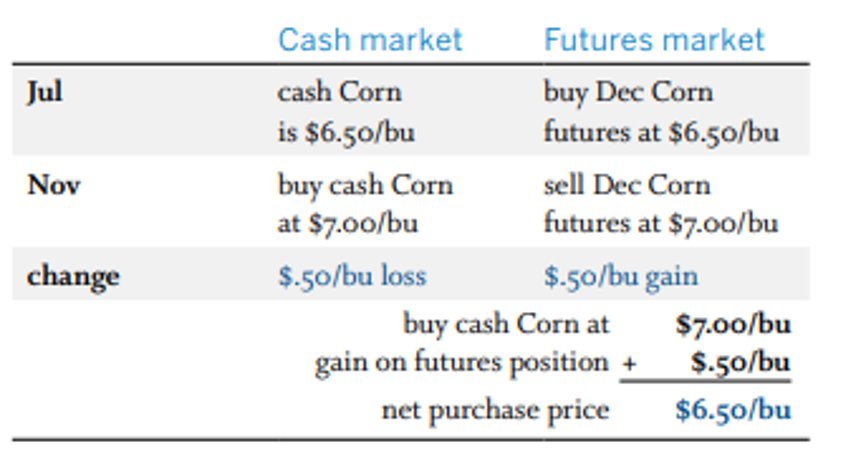 Cash market Futures market
Jul cash Corn buy Dec Corn
is $6.50/bu futures at $6.50/bu
Nov buy cash Corn sell Dec Corn
at $7.00/bu futures at $7.00/bu
change $.50/bu loss $.50/bu gain
buy cash Corn at $7.00/bu
gain on futures position + $.50/bu
net purchase price $6.50/bu